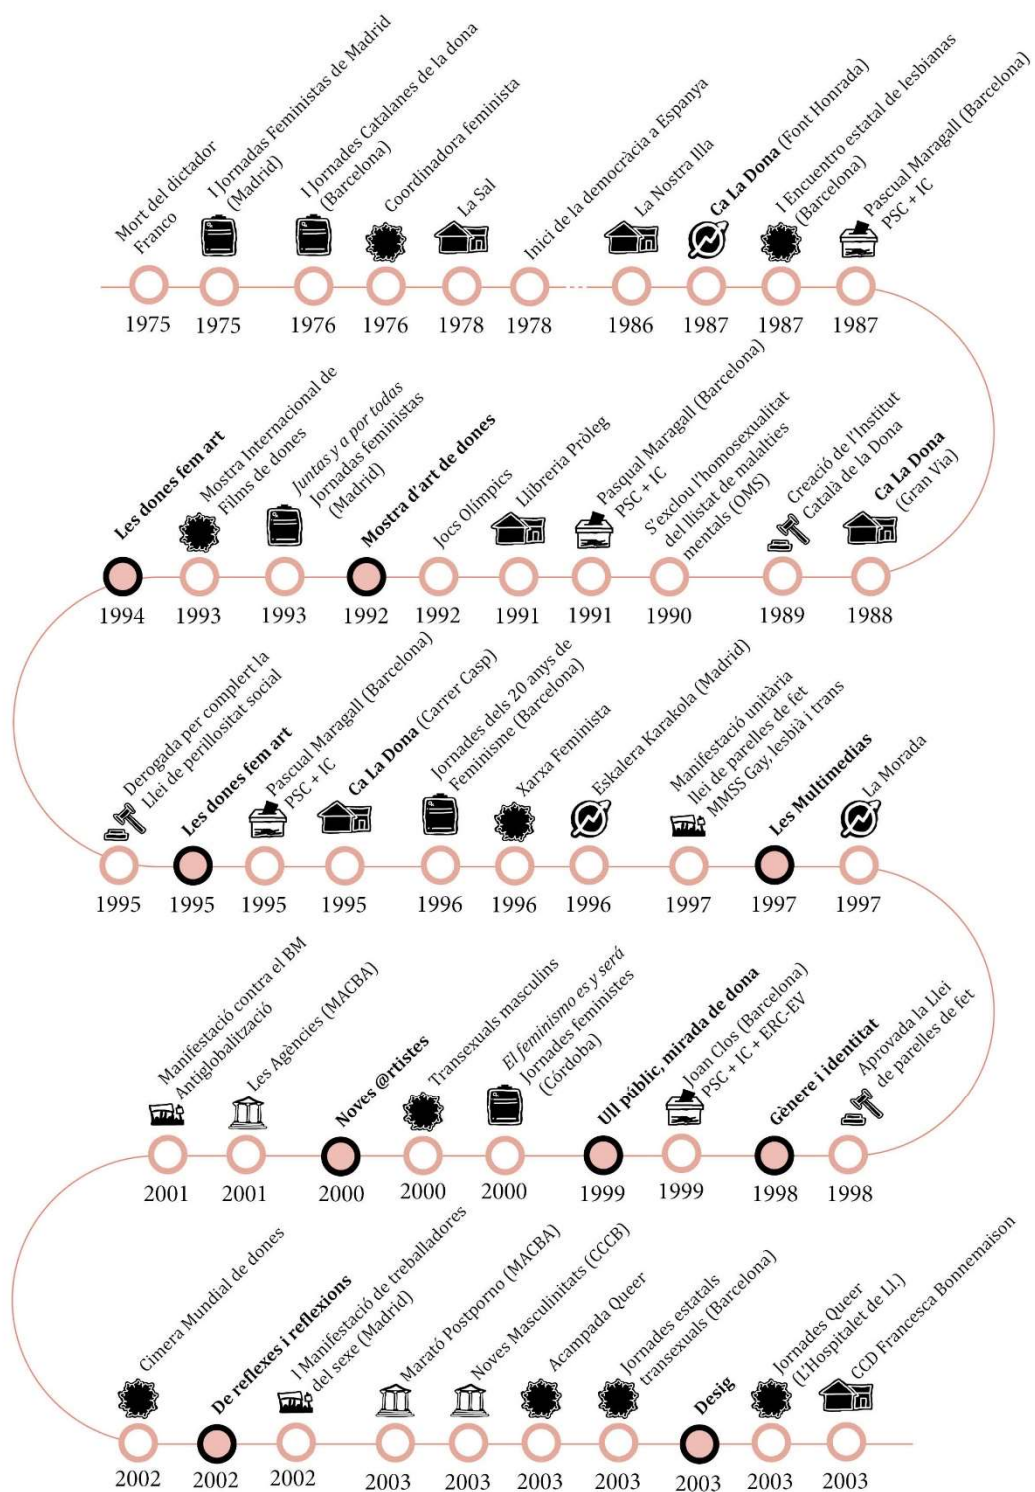 Mort del dictador
Franco
1975
I Jornadas Feministas de Madrid
(Madrid)
1975
I Jornades Catalanes de la dona
(Barcelona)
1976
Coordinadora feminista
1976
La Sal
1978
Inici de la democràcia a Espanya
1978
...
La Nostra Illa
1986
Ca La Dona (Font Honrada)
1987
I Encuentro estatal de lesbianas
(Barcelona)
1987
Pascual Maragall (Barcelona)
PSC + IC
1987
Les dones fem art
1994
Mostra Internacional de
Films de dones
1993
Juntas y a por todas
Jornadas feministas
(Madrid)
1993
Mostra d'art de dones
1992
Jocs Olímpics
1992
Llibreria Pròleg
1991
Pasqual Maragall (Barcelona)
PSC + IC
1991
S'exclou l'homosexualitat
del llistat de malalties
mentals (OMS)
1990
Creació de l'Institut
Català de la Dona
1989
Ca La Dona
(Gran Via)
1988
Derogada per complert la
Llei de perillositat social
1995
Les dones fem art
1995
Pascual Maragall (Barcelona)
PSC + IC
1995
Ca La Dona (Carrer Casp)
1995
Jornades dels 20 anys de
Feminisme (Barcelona)
1996
Xarxa Feminista
1996
Eskalera Karakola (Madrid)
1996
Manifestació unitària
llei de parelles de fet
MMSS Gay, lesbià i trans
1997
Les Multimedias
1997
La Morada
1997
Manifestació contra el BM
Antiglobalització
2001
Les Agències (MACBA)
2001
Noves @rtistes
2000
Transexuals masculins
2000
El feminismo es y será
Jornades feministes
(Córdoba)
2000
Ull públic, mirada de dona
1999
Joan Clos (Barcelona)
PSC + IC + ERC-EV
1999
Gènere i identitat
1998
Aprovada la Llei
de parelles de fet
1998
Cimera Mundial de dones
2002
De reflexes i reflexions
2002
I Manifestació de treballadores
del sexe (Madrid)
2002
Marató Postporno (MACBA)
2003
Noves Masculinitats (CCCB)
2003
Acampada Queer
2003
Jornades estatals
transexuals (Barcelona)
2003
Desig
2003
Jornades Queer
(L'Hospitalet de Ll.)
2003
CCD Francesca Bonnemaison
2003